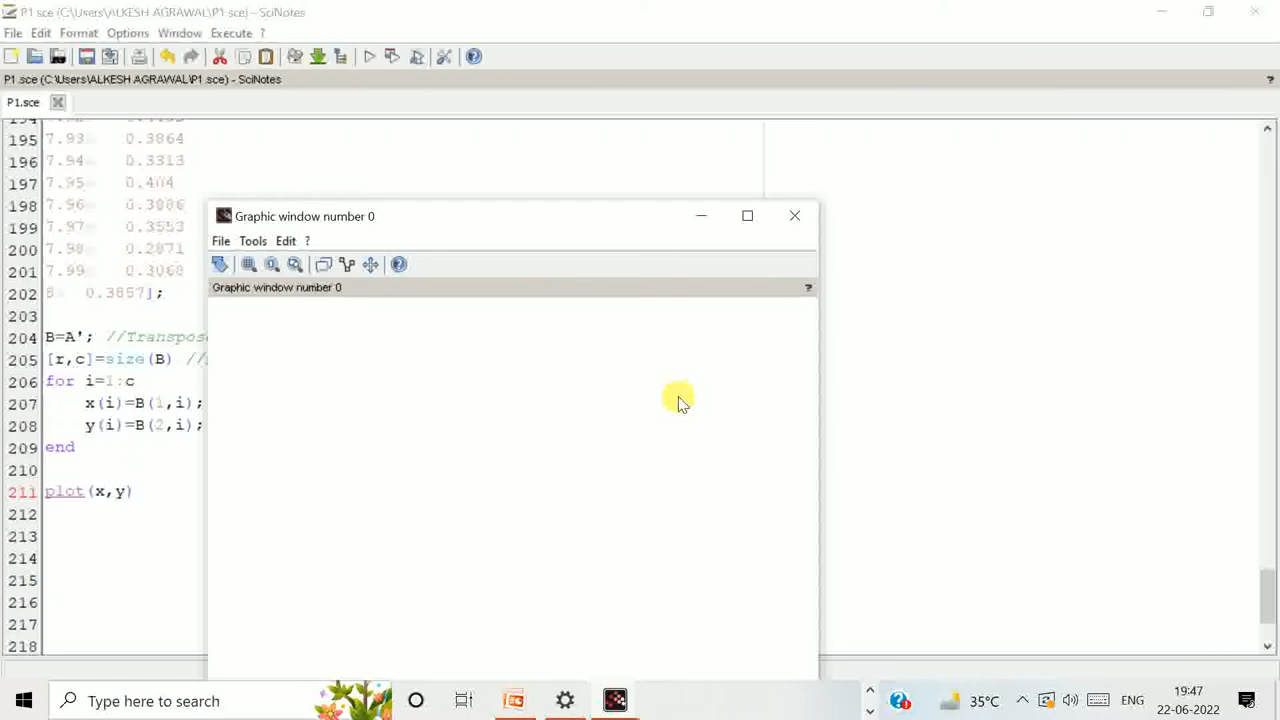 P1.sce (C:\Users\ALKESH AGRAWAL\P1.sce) - SciNotes
File Edit Format Options Window Execute ?
P1.sce (C:\Users\ALKESH AGRAWAL\P1.sce) - SciNotes ?
P1.sce
195 7.93 0.3864
196 7.94 0.3313
197 7.95 0.404
198 7.96 0.3886
199 7.97 0.3553
200 7.98 0.2871
201 7.99 0.3068
202 8 0.3857];
203
204 B=A'; //Transpos
205 [r,c]=size(B) //
206 for i=1:c
207 x(i)=B(1,i);
208 y(i)=B(2,i);
209 end
210
211 plot(x,y)
212
213
214
215
216
217
218
Graphic window number 0
File Tools Edit ?
Graphic window number 0 ?
Type here to search
35°C
ENG
19:47
22-06-2022